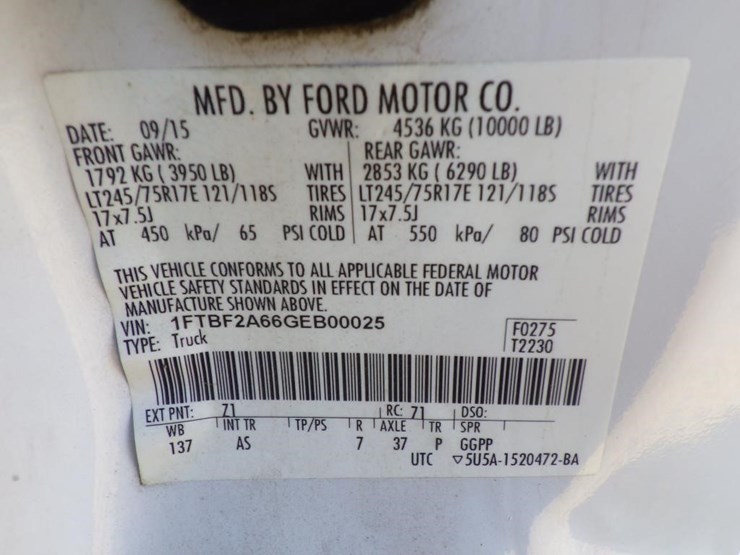 MFD. BY FORD MOTOR CO.
DATE: 09/15 GVWR: 4536 KG (10000 LB)
FRONT GAWR: REAR GAWR:
1792 KG ( 3950 LB) WITH 2853 KG ( 6290 LB) WITH
LT245/75R17E 121/118S TIRES LT245/75R17E 121/118S TIRES
17x7.5J RIMS 17x7.5J RIMS
AT 450 kPa/ 65 PSI COLD AT 550 kPa/ 80 PSI COLD
THIS VEHICLE CONFORMS TO ALL APPLICABLE FEDERAL MOTOR
VEHICLE SAFETY STANDARDS IN EFFECT ON THE DATE OF
MANUFACTURE SHOWN ABOVE.
VIN: 1FTBF2A66GEB00025 F0275
TYPE: Truck T2230
EXT PNT: Z1 RC: 71 DSO:
WB INT TR TP/PS R AXLE TR SPR
137 AS 7 37 P GGPP
UTC ▽5U5A-1520472-BA